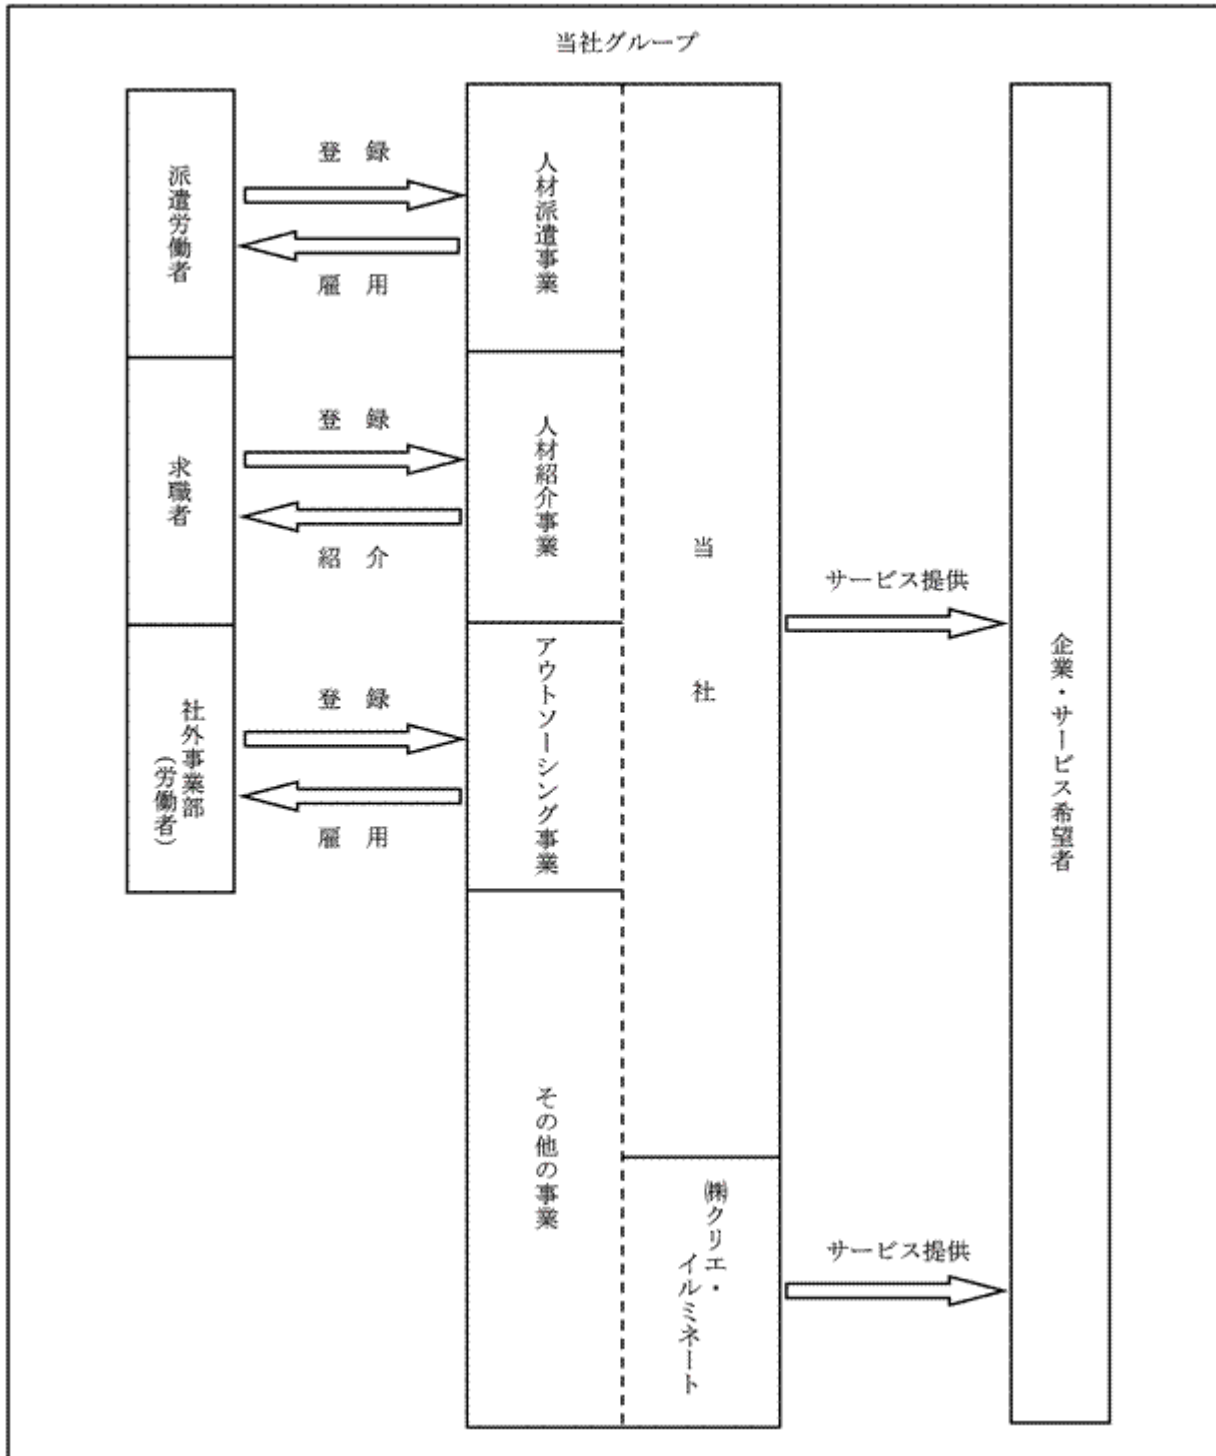 当社グループ
派遣労働者
登 録
雇 用
人材派遣事業
求職者
登 録
紹 介
人材紹介事業
社外事業部
(労働者)
登 録
雇 用
アウトソーシング事業
その他の事業
当 社
㈱クリエ・
イルミネート
サービス提供
サービス提供
企業・サービス希望者